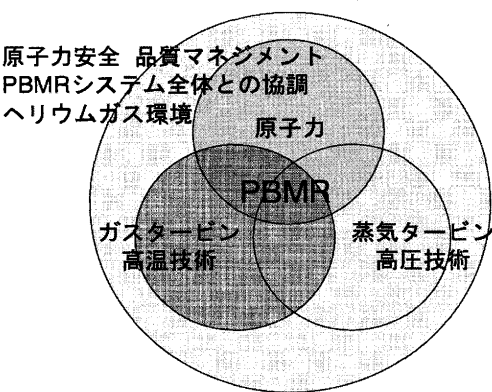 原子力安全 品質マネジメント
PBMRシステム全体との協調
ヘリウムガス環境
原子力
PBMR
ガスタービン
高温技術
蒸気タービン
高圧技術